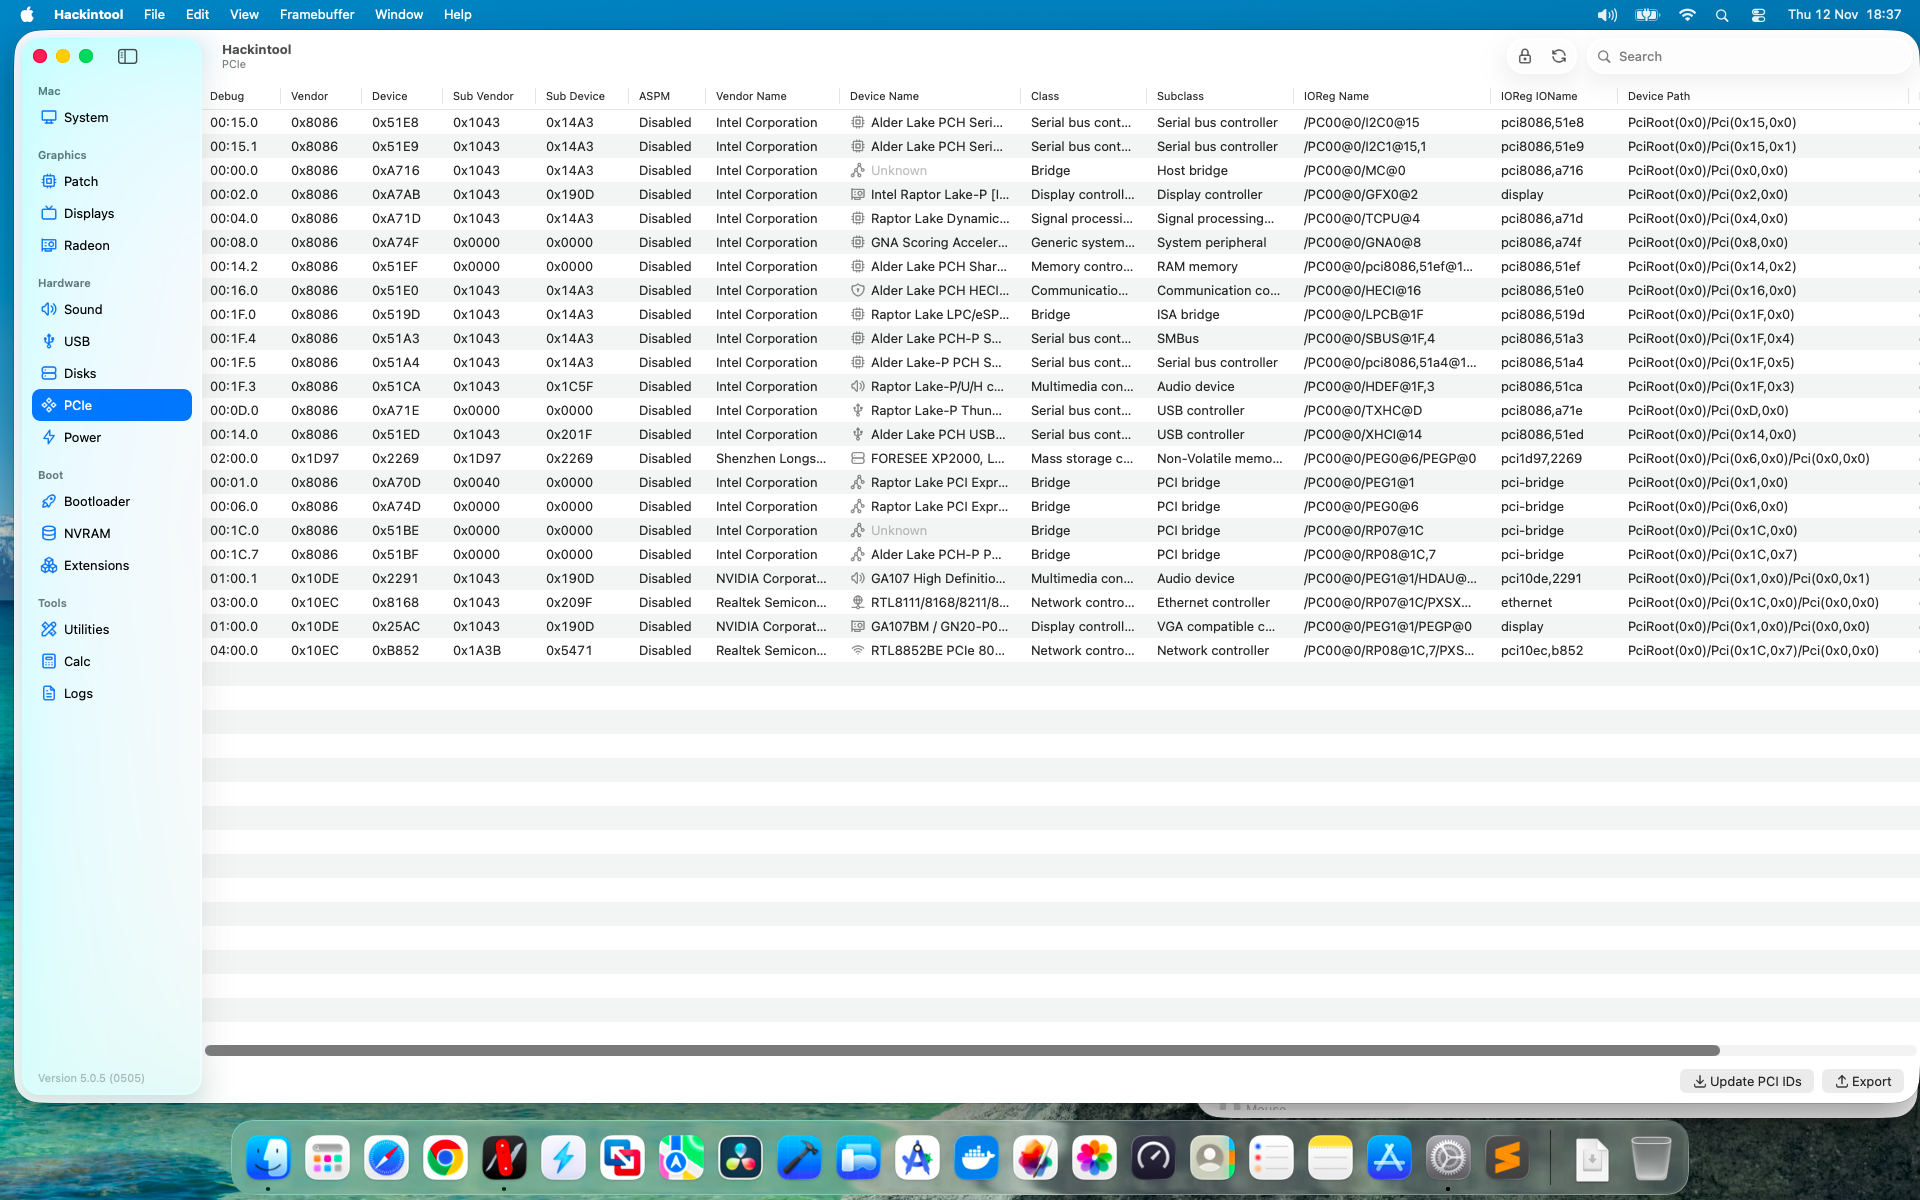 Hackintool File Edit View Framebuffer Window Help Thu 12 Nov 18:37
Hackintool
PCIe
Search
Mac
System
Graphics
Patch
Displays
Radeon
Hardware
Sound
USB
Disks
PCIe
Power
Boot
Bootloader
NVRAM
Extensions
Tools
Utilities
Calc
Logs
Version 5.0.5 (0505)
Debug Vendor Device Sub Vendor Sub Device ASPM Vendor Name Device Name Class Subclass IOReg Name IOReg IOName Device Path
00:15.0 0x8086 0x51E8 0x1043 0x14A3 Disabled Intel Corporation Alder Lake PCH Seri... Serial bus cont... Serial bus controller /PC00@0/I2C0@15 pci8086,51e8 PciRoot(0x0)/Pci(0x15,0x0)
00:15.1 0x8086 0x51E9 0x1043 0x14A3 Disabled Intel Corporation Alder Lake PCH Seri... Serial bus cont... Serial bus controller /PC00@0/I2C1@15,1 pci8086,51e9 PciRoot(0x0)/Pci(0x15,0x1)
00:00.0 0x8086 0xA716 0x1043 0x14A3 Disabled Intel Corporation Unknown Bridge Host bridge /PC00@0/MC@0 pci8086,a716 PciRoot(0x0)/Pci(0x0,0x0)
00:02.0 0x8086 0xA7AB 0x1043 0x190D Disabled Intel Corporation Intel Raptor Lake-P [I... Display controll... Display controller /PC00@0/GFX0@2 display PciRoot(0x0)/Pci(0x2,0x0)
00:04.0 0x8086 0xA71D 0x1043 0x14A3 Disabled Intel Corporation Raptor Lake Dynamic... Signal processi... Signal processing... /PC00@0/TCPU@4 pci8086,a71d PciRoot(0x0)/Pci(0x4,0x0)
00:08.0 0x8086 0xA74F 0x0000 0x0000 Disabled Intel Corporation GNA Scoring Acceler... Generic system... System peripheral /PC00@0/GNA0@8 pci8086,a74f PciRoot(0x0)/Pci(0x8,0x0)
00:14.2 0x8086 0x51EF 0x0000 0x0000 Disabled Intel Corporation Alder Lake PCH Shar... Memory contro... RAM memory /PC00@0/pci8086,51ef@1... pci8086,51ef PciRoot(0x0)/Pci(0x14,0x2)
00:16.0 0x8086 0x51E0 0x1043 0x14A3 Disabled Intel Corporation Alder Lake PCH HECI... Communicatio... Communication co... /PC00@0/HECI@16 pci8086,51e0 PciRoot(0x0)/Pci(0x16,0x0)
00:1F.0 0x8086 0x519D 0x1043 0x14A3 Disabled Intel Corporation Raptor Lake LPC/eSP... Bridge ISA bridge /PC00@0/LPCB@1F pci8086,519d PciRoot(0x0)/Pci(0x1F,0x0)
00:1F.4 0x8086 0x51A3 0x1043 0x14A3 Disabled Intel Corporation Alder Lake PCH-P S... Serial bus cont... SMBus /PC00@0/SBUS@1F,4 pci8086,51a3 PciRoot(0x0)/Pci(0x1F,0x4)
00:1F.5 0x8086 0x51A4 0x1043 0x14A3 Disabled Intel Corporation Alder Lake-P PCH S... Serial bus cont... Serial bus controller /PC00@0/pci8086,51a4@1... pci8086,51a4 PciRoot(0x0)/Pci(0x1F,0x5)
00:1F.3 0x8086 0x51CA 0x1043 0x1C5F Disabled Intel Corporation Raptor Lake-P/U/H c... Multimedia con... Audio device /PC00@0/HDEF@1F,3 pci8086,51ca PciRoot(0x0)/Pci(0x1F,0x3)
00:0D.0 0x8086 0xA71E 0x0000 0x0000 Disabled Intel Corporation Raptor Lake-P Thun... Serial bus cont... USB controller /PC00@0/TXHC@D pci8086,a71e PciRoot(0x0)/Pci(0xD,0x0)
00:14.0 0x8086 0x51ED 0x1043 0x201F Disabled Intel Corporation Alder Lake PCH USB... Serial bus cont... USB controller /PC00@0/XHCI@14 pci8086,51ed PciRoot(0x0)/Pci(0x14,0x0)
02:00.0 0x1D97 0x2269 0x1D97 0x2269 Disabled Shenzhen Longs... FORESEE XP2000, L... Mass storage c... Non-Volatile memo... /PC00@0/PEG0@6/PEGP@0 pci1d97,2269 PciRoot(0x0)/Pci(0x6,0x0)/Pci(0x0,0x0)
00:01.0 0x8086 0xA70D 0x0040 0x0000 Disabled Intel Corporation Raptor Lake PCI Expr... Bridge PCI bridge /PC00@0/PEG1@1 pci-bridge PciRoot(0x0)/Pci(0x1,0x0)
00:06.0 0x8086 0xA74D 0x0000 0x0000 Disabled Intel Corporation Raptor Lake PCI Expr... Bridge PCI bridge /PC00@0/PEG0@6 pci-bridge PciRoot(0x0)/Pci(0x6,0x0)
00:1C.0 0x8086 0x51BE 0x0000 0x0000 Disabled Intel Corporation Unknown Bridge PCI bridge /PC00@0/RP07@1C pci-bridge PciRoot(0x0)/Pci(0x1C,0x0)
00:1C.7 0x8086 0x51BF 0x0000 0x0000 Disabled Intel Corporation Alder Lake PCH-P P... Bridge PCI bridge /PC00@0/RP08@1C,7 pci-bridge PciRoot(0x0)/Pci(0x1C,0x7)
01:00.1 0x10DE 0x2291 0x1043 0x190D Disabled NVIDIA Corporat... GA107 High Definitio... Multimedia con... Audio device /PC00@0/PEG1@1/HDAU@... pci10de,2291 PciRoot(0x0)/Pci(0x1,0x0)/Pci(0x0,0x1)
03:00.0 0x10EC 0x8168 0x1043 0x209F Disabled Realtek Semicon... RTL8111/8168/8211/8... Network contro... Ethernet controller /PC00@0/RP07@1C/PXSX... ethernet PciRoot(0x0)/Pci(0x1C,0x0)/Pci(0x0,0x0)
01:00.0 0x10DE 0x25AC 0x1043 0x190D Disabled NVIDIA Corporat... GA107BM / GN20-P0... Display controll... VGA compatible c... /PC00@0/PEG1@1/PEGP@0 display PciRoot(0x0)/Pci(0x1,0x0)/Pci(0x0,0x0)
04:00.0 0x10EC 0xB852 0x1A3B 0x5471 Disabled Realtek Semicon... RTL8852BE PCIe 80... Network contro... Network controller /PC00@0/RP08@1C,7/PXS... pci10ec,b852 PciRoot(0x0)/Pci(0x1C,0x7)/Pci(0x0,0x0)
Update PCI IDs Export
Mouse